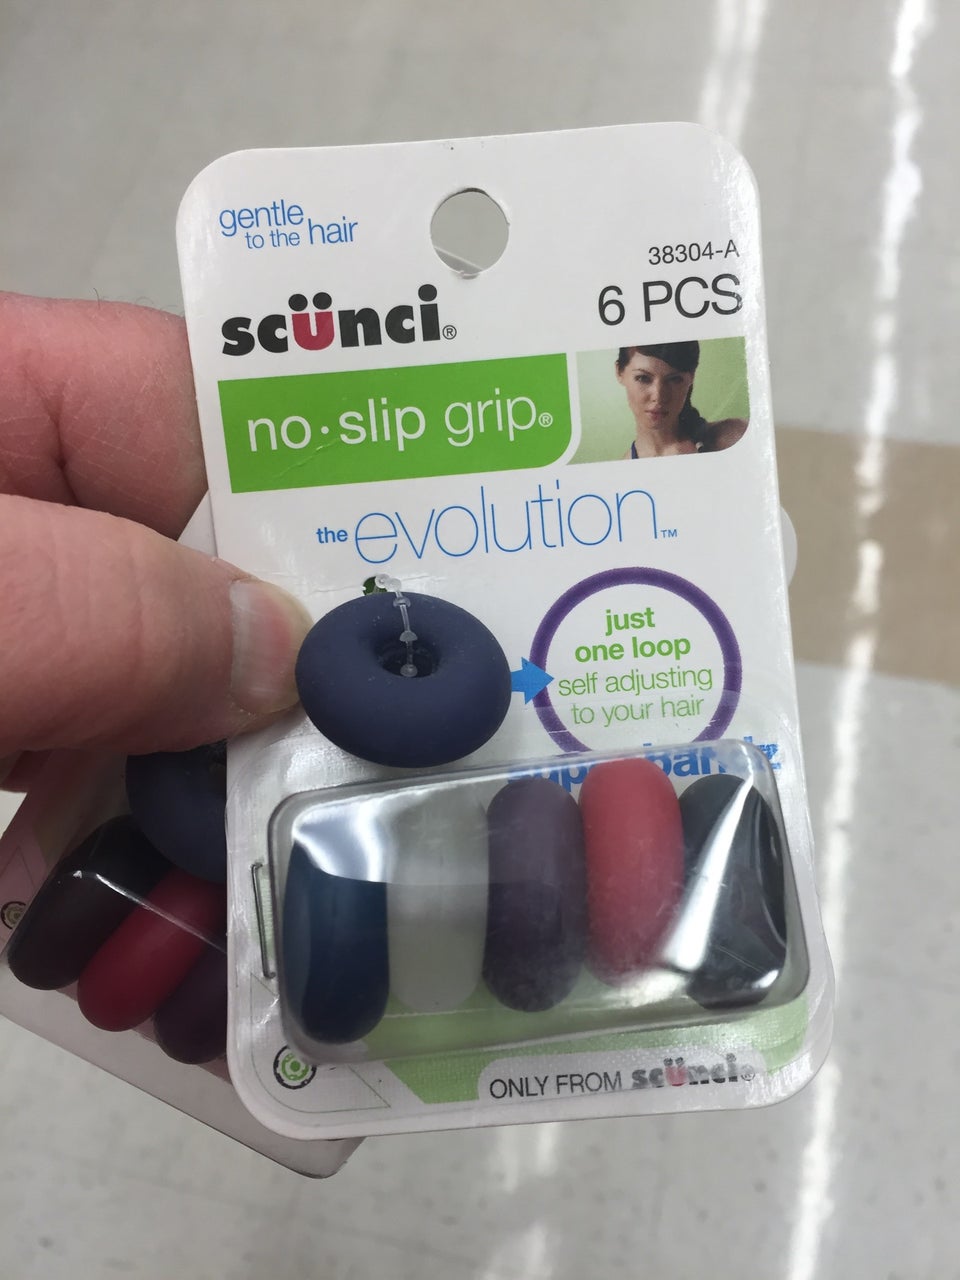 gentle
to the hair
38304-A
6 PCS
scünci®
no·slip grip®
the evolution™
just
one loop
self adjusting
to your hair
ONLY FROM scünci®